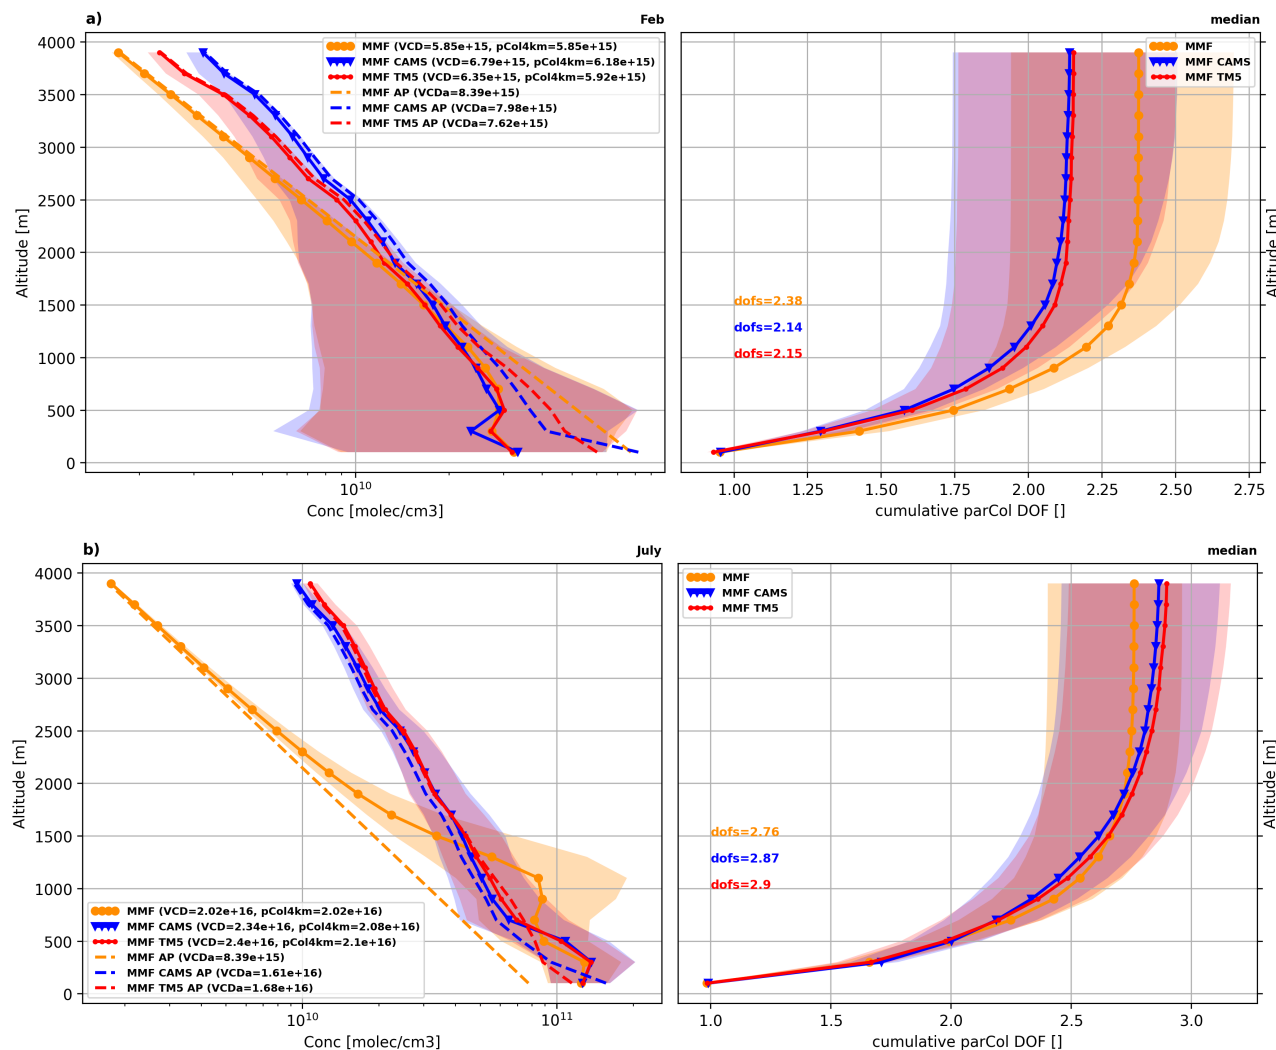 a)
Feb
median
MMF (VCD=5.85e+15, pCol4km=5.85e+15)
MMF CAMS (VCD=6.79e+15, pCol4km=6.18e+15)
MMF TM5 (VCD=6.35e+15, pCol4km=5.92e+15)
MMF AP (VCDa=8.39e+15)
MMF CAMS AP (VCDa=7.98e+15)
MMF TM5 AP (VCDa=7.62e+15)
4000
3500
3000
2500
2000
1500
1000
500
0
Altitude [m]
10¹⁰
Conc [molec/cm3]
MMF
MMF CAMS
MMF TM5
dofs=2.38
dofs=2.14
dofs=2.15
1.00
1.25
1.50
1.75
2.00
2.25
2.50
2.75
cumulative parCol DOF []
Altitude [m]
b)
July
median
4000
3500
3000
2500
2000
1500
1000
500
0
Altitude [m]
MMF (VCD=2.02e+16, pCol4km=2.02e+16)
MMF CAMS (VCD=2.34e+16, pCol4km=2.08e+16)
MMF TM5 (VCD=2.4e+16, pCol4km=2.1e+16)
MMF AP (VCDa=8.39e+15)
MMF CAMS AP (VCDa=1.61e+16)
MMF TM5 AP (VCDa=1.68e+16)
10¹⁰
10¹¹
Conc [molec/cm3]
MMF
MMF CAMS
MMF TM5
dofs=2.76
dofs=2.87
dofs=2.9
1.0
1.5
2.0
2.5
3.0
cumulative parCol DOF []
Altitude [m]